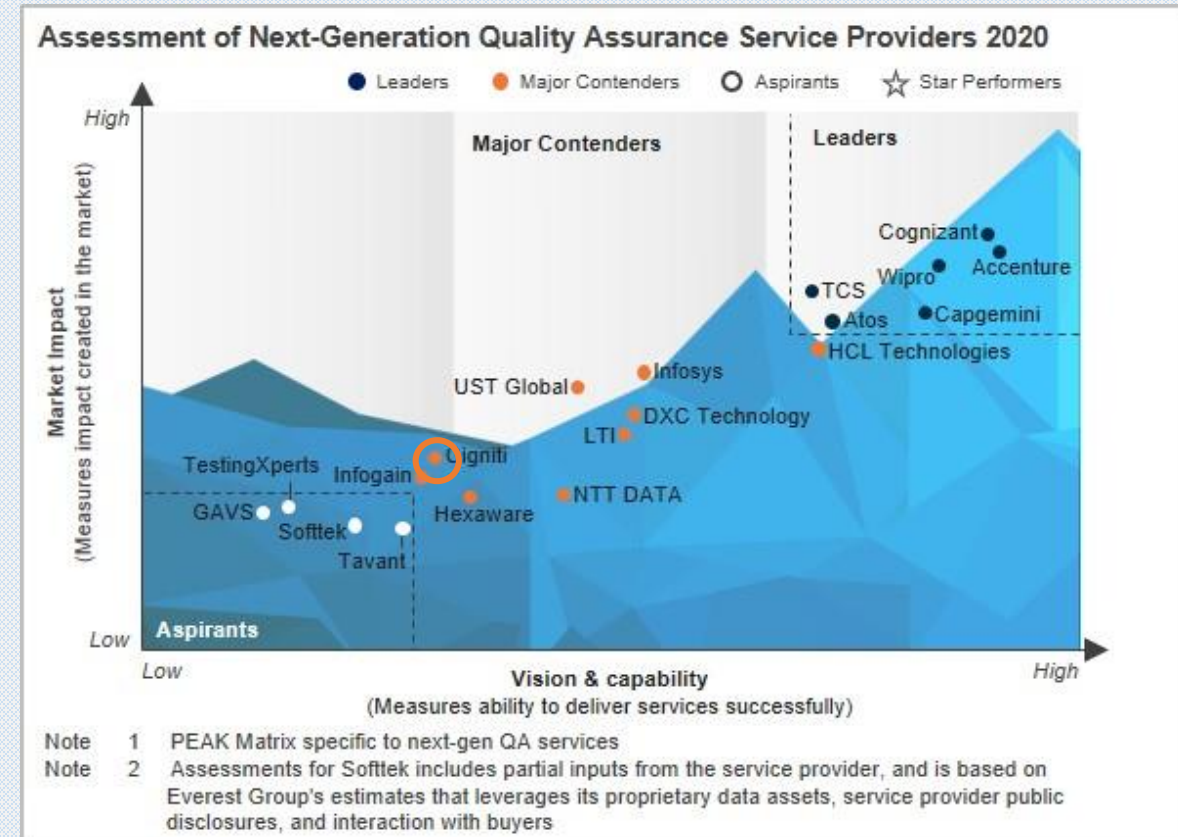 Assessment of Next-Generation Quality Assurance Service Providers 2020
Leaders Major Contenders Aspirants Star Performers
High
Major Contenders
Leaders
Cognizant
Accenture
Wipro
TCS
Capgemini
Atos
HCL Technologies
Infosys
UST Global
DXC Technology
LTI
Cigniti
TestingXperts
Infogain
NTT DATA
GAVS
Hexaware
Softtek
Tavant
Aspirants
Market Impact
(Measures impact created in the market)
Low
Low
High
Vision & capability
(Measures ability to deliver services successfully)
Note 1 PEAK Matrix specific to next-gen QA services
Note 2 Assessments for Softtek includes partial inputs from the service provider, and is based on
Everest Group's estimates that leverages its proprietary data assets, service provider public
disclosures, and interaction with buyers